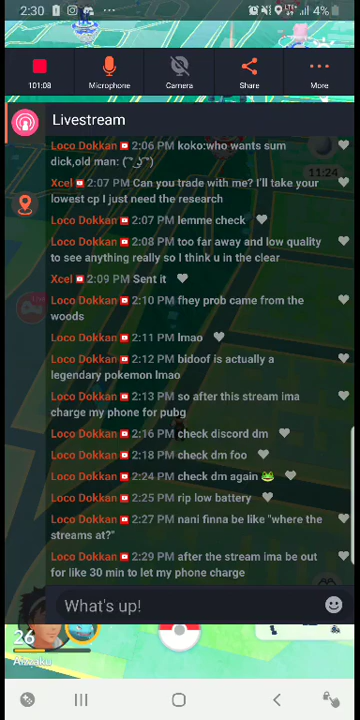 2:30
4%
101:08
Microphone
Camera
Share
More
Livestream
Loco Dokkan 2:06 PM koko:who wants sum
dick,old man: (͡° ͜ʖ ͡°)
11:24
Xcel 2:07 PM Can you trade with me? I'll take your
lowest cp I just need the research
Loco Dokkan 2:07 PM lemme check
Loco Dokkan 2:08 PM too far away and low quality
to see anything really so I think u in the clear
Xcel 2:09 PM Sent it
Loco Dokkan 2:10 PM fhey prob came from the
woods
Loco Dokkan 2:11 PM lmao
Loco Dokkan 2:12 PM bidoof is actually a
legendary pokemon lmao
Loco Dokkan 2:13 PM so after this stream ima
charge my phone for pubg
Loco Dokkan 2:16 PM check discord dm
Loco Dokkan 2:18 PM check dm foo
Loco Dokkan 2:24 PM check dm again 🐸
Loco Dokkan 2:25 PM rip low battery
Loco Dokkan 2:27 PM nani finna be like "where the
streams at?"
Loco Dokkan 2:29 PM after the stream ima be out
for like 30 min to let my phone charge
What's up!
26